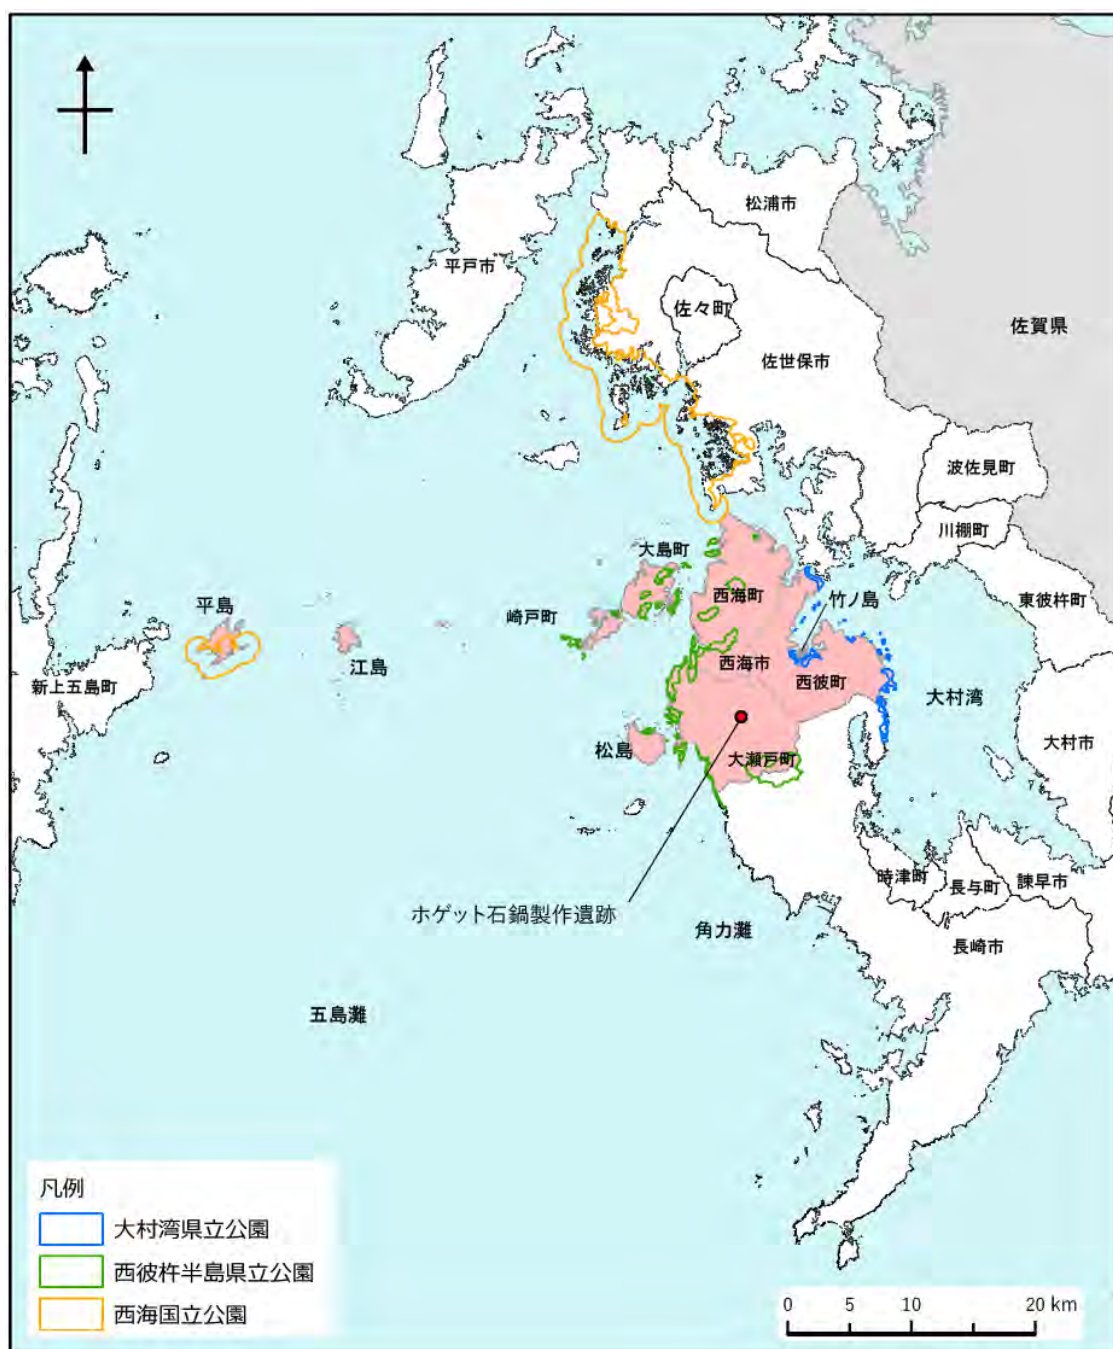 松浦市
平戸市
佐々町
佐賀県
佐世保市
波佐見町
川棚町
大島町
西海町
竹ノ島
東彼杵町
平島
崎戸町
江島
西海市
西彼町
新上五島町
大村湾
大村市
松島
大瀬戸町
時津町
長与町
諫早市
ホゲット石鍋製作遺跡
角力灘
長崎市
五島灘
凡例
大村湾県立公園
西彼杵半島県立公園
西海国立公園
0 5 10 20 km